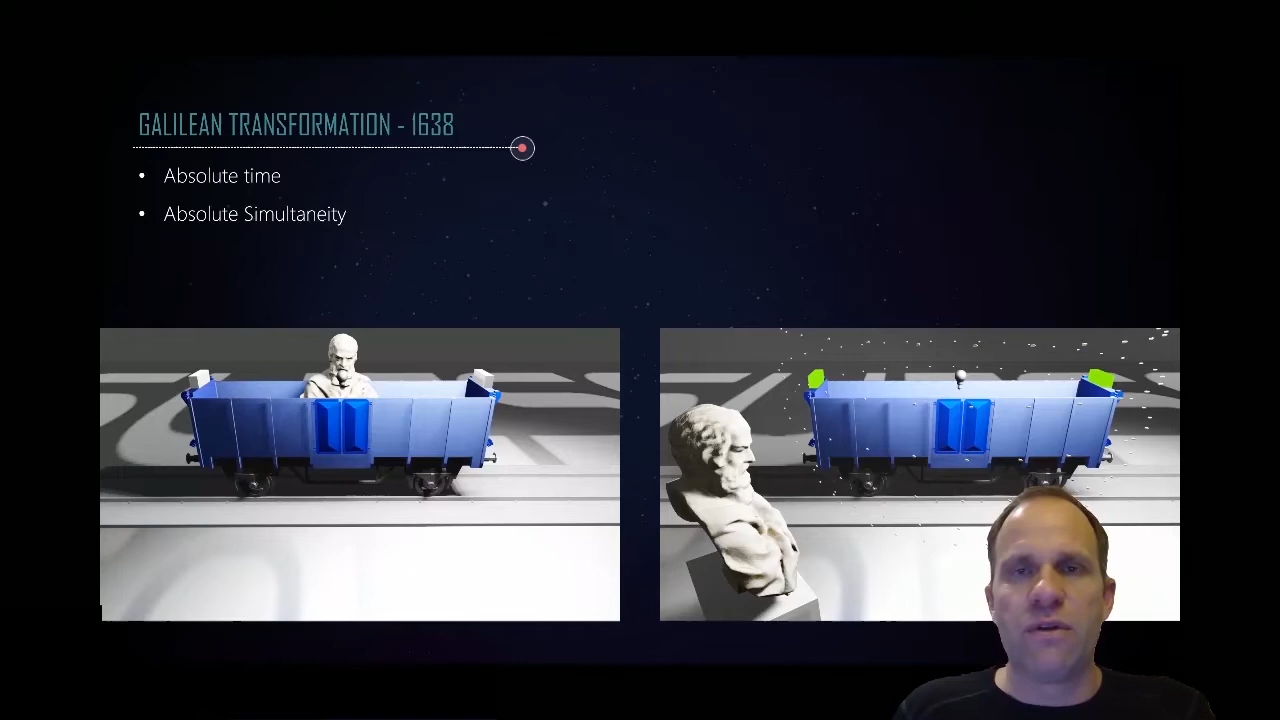 GALILEAN TRANSFORMATION - 1638
• Absolute time
• Absolute Simultaneity